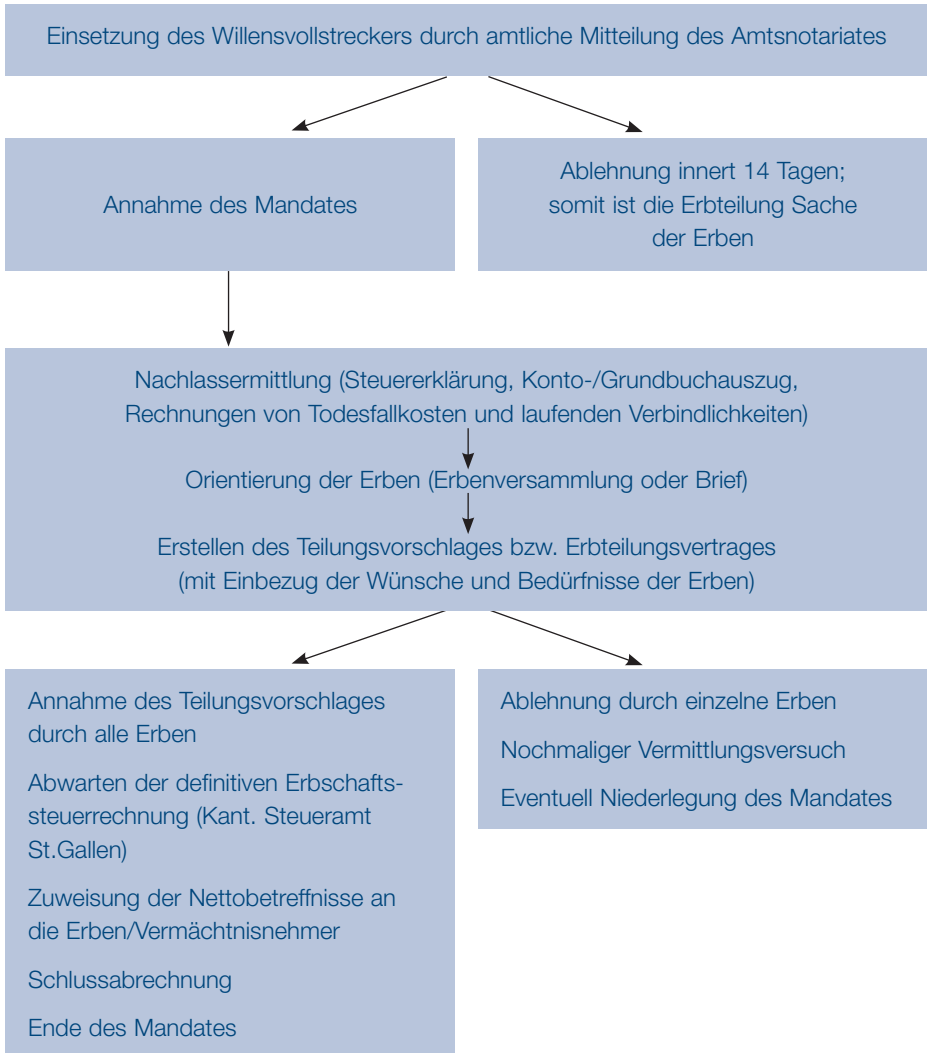 Einsetzung des Willensvollstreckers durch amtliche Mitteilung des Amtsnotariates
Annahme des Mandates
Ablehnung innert 14 Tagen;
somit ist die Erbteilung Sache
der Erben
Nachlassermittlung (Steuererklärung, Konto-/Grundbuchauszug,
Rechnungen von Todesfallkosten und laufenden Verbindlichkeiten)
Orientierung der Erben (Erbenversammlung oder Brief)
Erstellen des Teilungsvorschlages bzw. Erbteilungsvertrages
(mit Einbezug der Wünsche und Bedürfnisse der Erben)
Annahme des Teilungsvorschlages
durch alle Erben
Abwarten der definitiven Erbschafts-
steuerrechnung (Kant. Steueramt
St.Gallen)
Zuweisung der Nettobetreffnisse an
die Erben/Vermächtnisnehmer
Schlussabrechnung
Ende des Mandates
Ablehnung durch einzelne Erben
Nochmaliger Vermittlungsversuch
Eventuell Niederlegung des Mandates